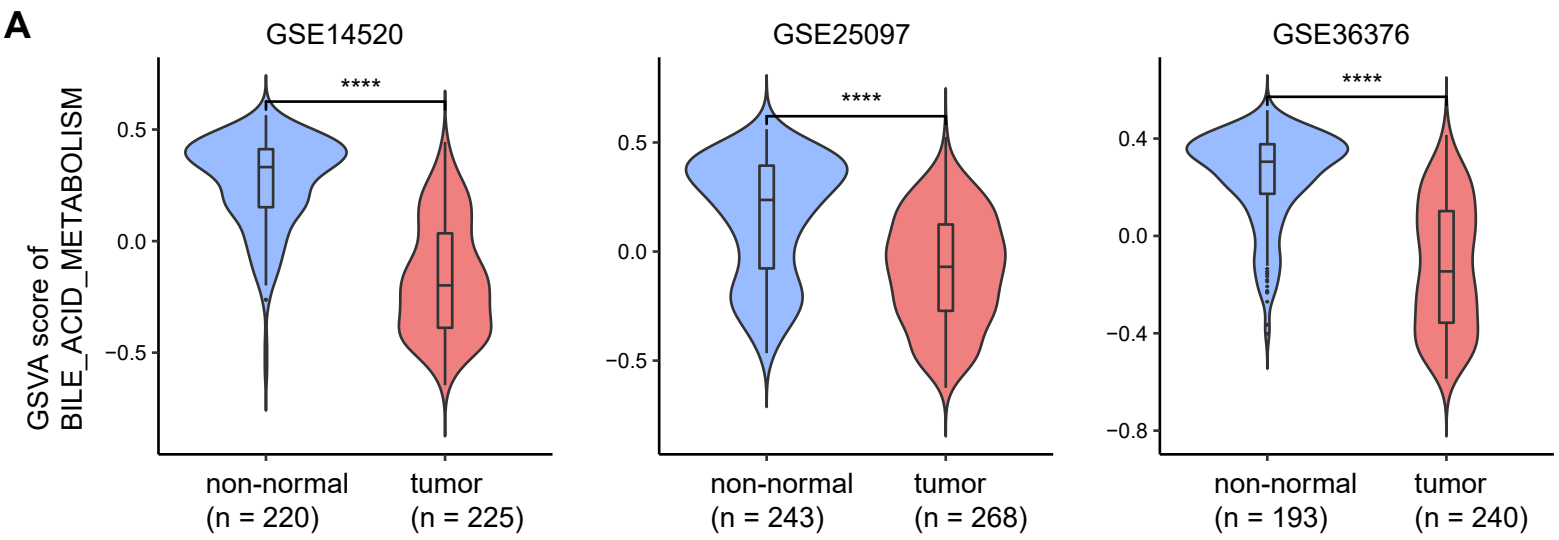 A
GSE14520
GSE25097
GSE36376
GSVA score of
BILE_ACID_METABOLISM
0.5
0.0
−0.5
****
non-normal
(n = 220)
tumor
(n = 225)
0.5
0.0
−0.5
****
non-normal
(n = 243)
tumor
(n = 268)
0.4
0.0
−0.4
−0.8
****
non-normal
(n = 193)
tumor
(n = 240)